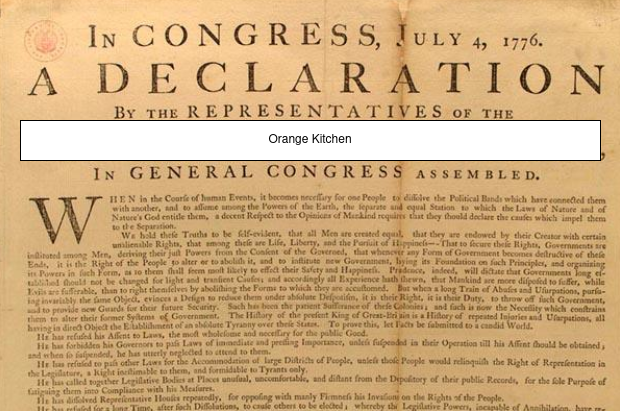 IN CONGRESS, JULY 4, 1776.
A DECLARATION
BY THE REPRESENTATIVES OF THE
Orange Kitchen
IN GENERAL CONGRESS ASSEMBLED.
WHEN in the Course of human Events, it becomes necessary for one People to dissolve the Political Bands which have connected them
with another, and to assume among the Powers of the Earth, the separate and equal Station to which the Laws of Nature and of
Nature's God entitle them, a decent Respect to the Opinions of Mankind requires that they should declare the causes which impel them
to the Separation.
We hold these Truths to be self-evident, that all Men are created equal, that they are endowed by their Creator with certain
unalienable Rights, that among these are Life, Liberty, and the Pursuit of Happiness—-That to secure these Rights, Governments are
instituted among Men, deriving their just Powers from the Consent of the Governed, that whenever any Form of Government becomes destructive of these
Ends, it is the Right of the People to alter or to abolish it, and to institute new Government, laying its Foundation on such Principles, and organizing
its Powers in such Form, as to them shall seem most likely to effect their Safety and Happiness. Prudence, indeed, will dictate that Governments long es-
tablished should not be changed for light and transient Causes; and accordingly all Experience hath shewn, that Mankind are more disposed to suffer, while
Evils are sufferable, than to right themselves by abolishing the Forms to which they are accustomed. But when a long Train of Abuses and Usurpations, pursu-
ing invariably the same Object, evinces a Design to reduce them under absolute Despotism, it is their Right, it is their Duty, to throw off such Government,
and to provide new Guards for their future Security. Such has been the patient Sufferance of these Colonies; and such is now the Necessity which constrains
them to alter their former Systems of Government. The History of the present King of Great-Britain is a History of repeated Injuries and Usurpations, all
having in direct Object the Establishment of an absolute Tyranny over these States. To prove this, let Facts be submitted to a candid World.
He has refused his Assent to Laws, the most wholesome and necessary for the public Good.
He has forbidden his Governors to pass Laws of immediate and pressing Importance, unless suspended in their Operation till his Assent should be obtained;
and when so suspended, he has utterly neglected to attend to them.
He has refused to pass other Laws for the Accommodation of large Districts of People, unless those People would relinquish the Right of Representation in
the Legislature, a Right inestimable to them, and formidable to Tyrants only.
He has called together Legislative Bodies at Places unusual, uncomfortable, and distant from the Depository of their public Records, for the sole Purpose of
fatiguing them into Compliance with his Measures.
He has dissolved Representative Houses repeatedly, for opposing with manly Firmness his Invasions on the Rights of the People.
He has refused for a long Time, after such Dissolutions, to cause others to be elected; whereby the Legislative Powers, incapable of Annihilation, have re-